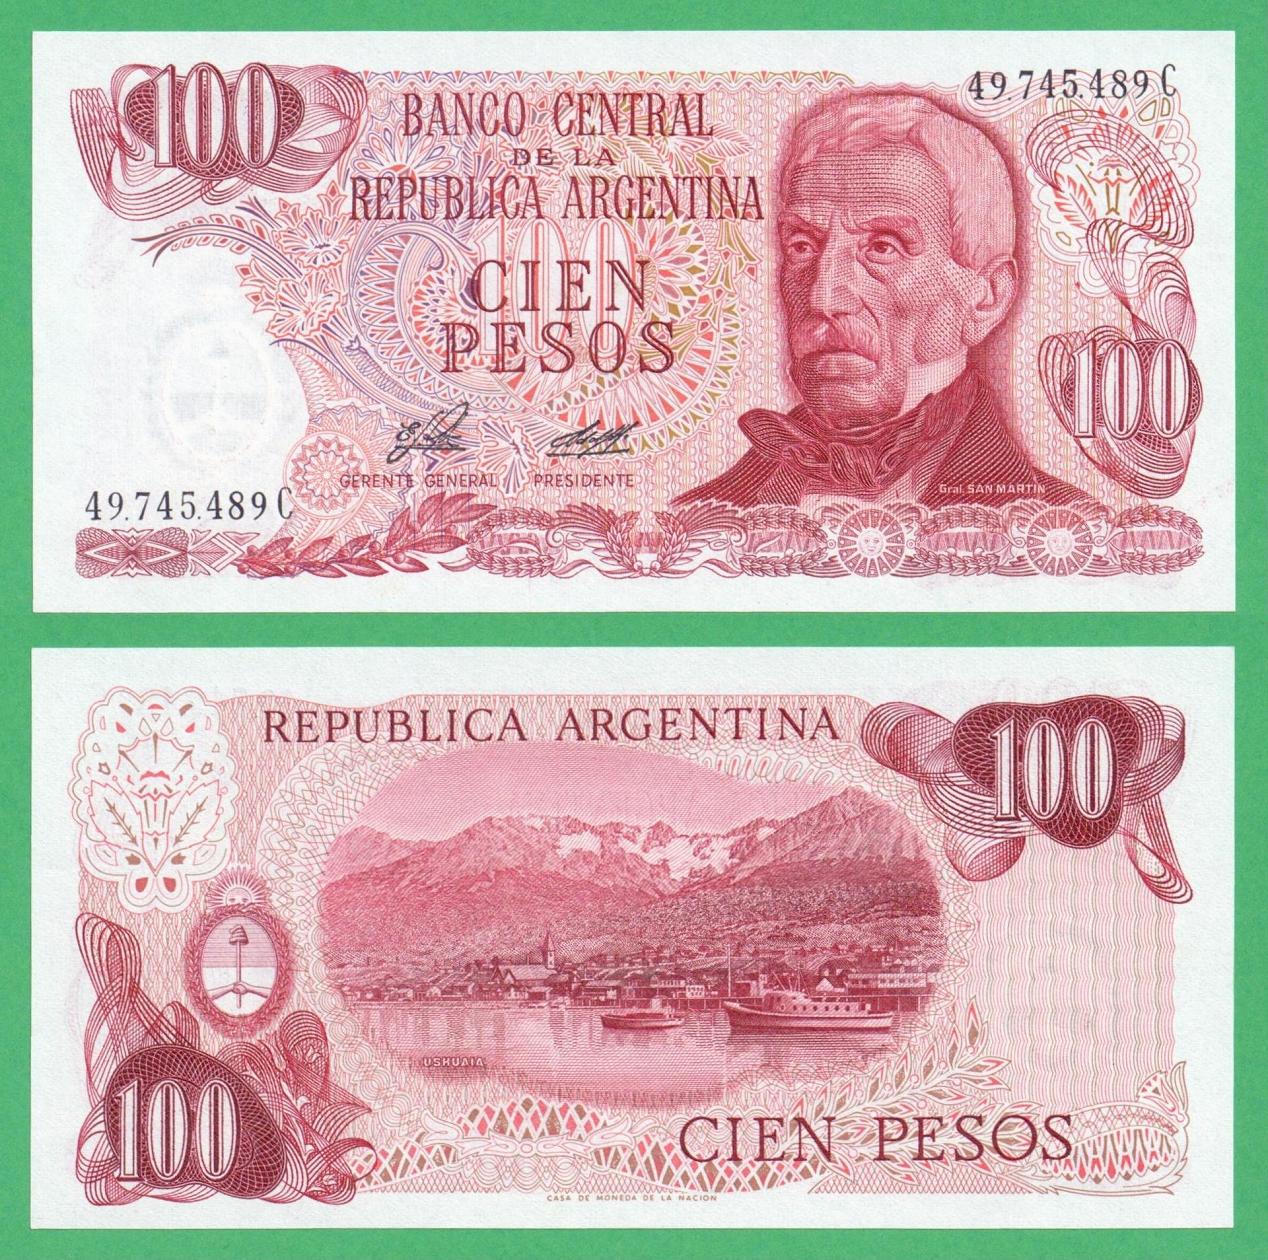 100
49.745.489 C
BANCO CENTRAL
DE LA
REPUBLICA ARGENTINA
100
CIEN
PESOS
100
GERENTE GENERAL PRESIDENTE
Gral. SAN MARTIN
49.745.489 C
REPUBLICA ARGENTINA
100
USHUAIA
100
CIEN PESOS
CASA DE MONEDA DE LA NACION